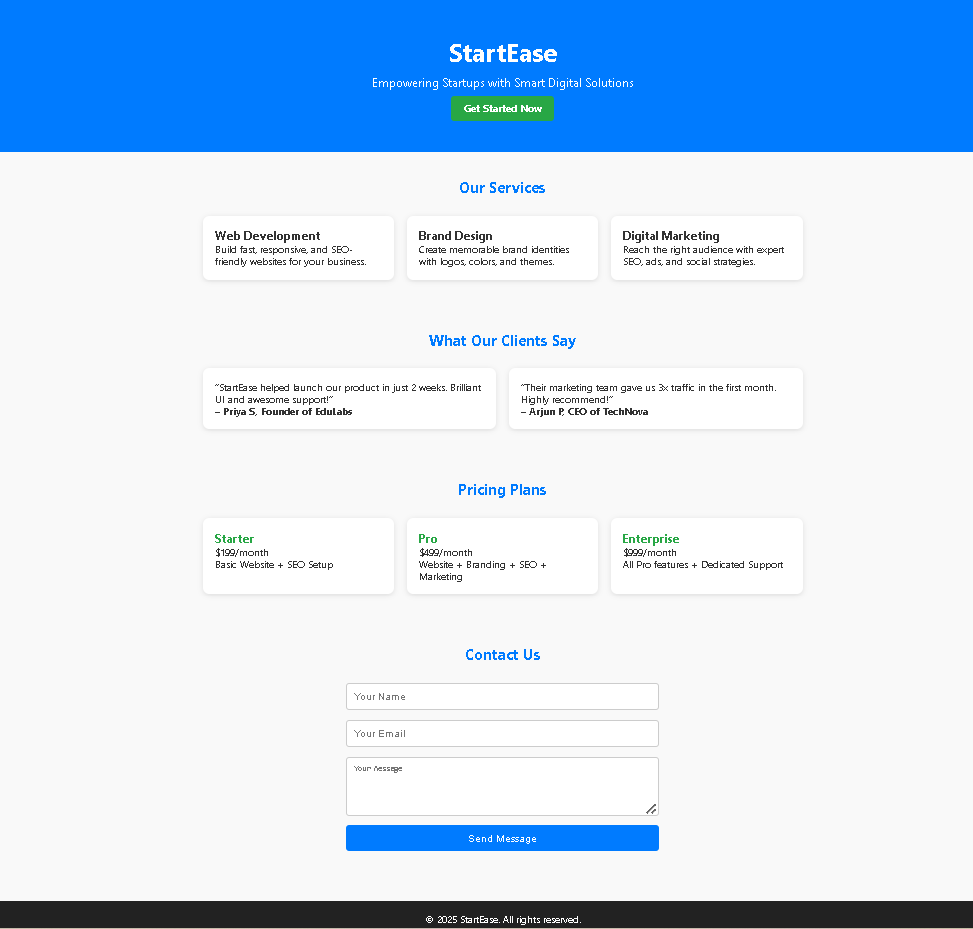 StartEase
Empowering Startups with Smart Digital Solutions
Get Started Now
Our Services
Web Development
Build fast, responsive, and SEO-
friendly websites for your business.
Brand Design
Create memorable brand identities
with logos, colors, and themes.
Digital Marketing
Reach the right audience with expert
SEO, ads, and social strategies.
What Our Clients Say
"StartEase helped launch our product in just 2 weeks. Brilliant
UI and awesome support!"
– Priya S, Founder of EduLabs
"Their marketing team gave us 3x traffic in the first month.
Highly recommend!"
– Arjun P, CEO of TechNova
Pricing Plans
Starter
$199/month
Basic Website + SEO Setup
Pro
$499/month
Website + Branding + SEO +
Marketing
Enterprise
$999/month
All Pro features + Dedicated Support
Contact Us
Your Name
Your Email
Your Message
Send Message
© 2025 StartEase. All rights reserved.